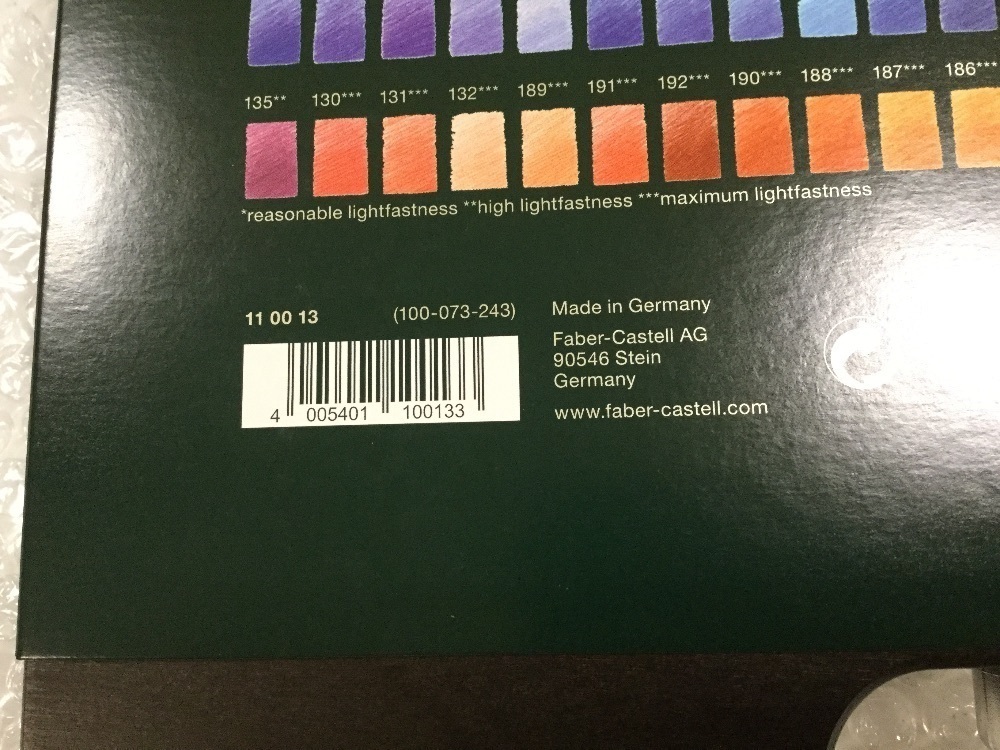 135** 130*** 131*** 132*** 189*** 191*** 192*** 190*** 188*** 187*** 186***
*reasonable lightfastness **high lightfastness ***maximum lightfastness
11 00 13 (100-073-243)
4 005401 100133
Made in Germany
Faber-Castell AG
90546 Stein
Germany
www.faber-castell.com